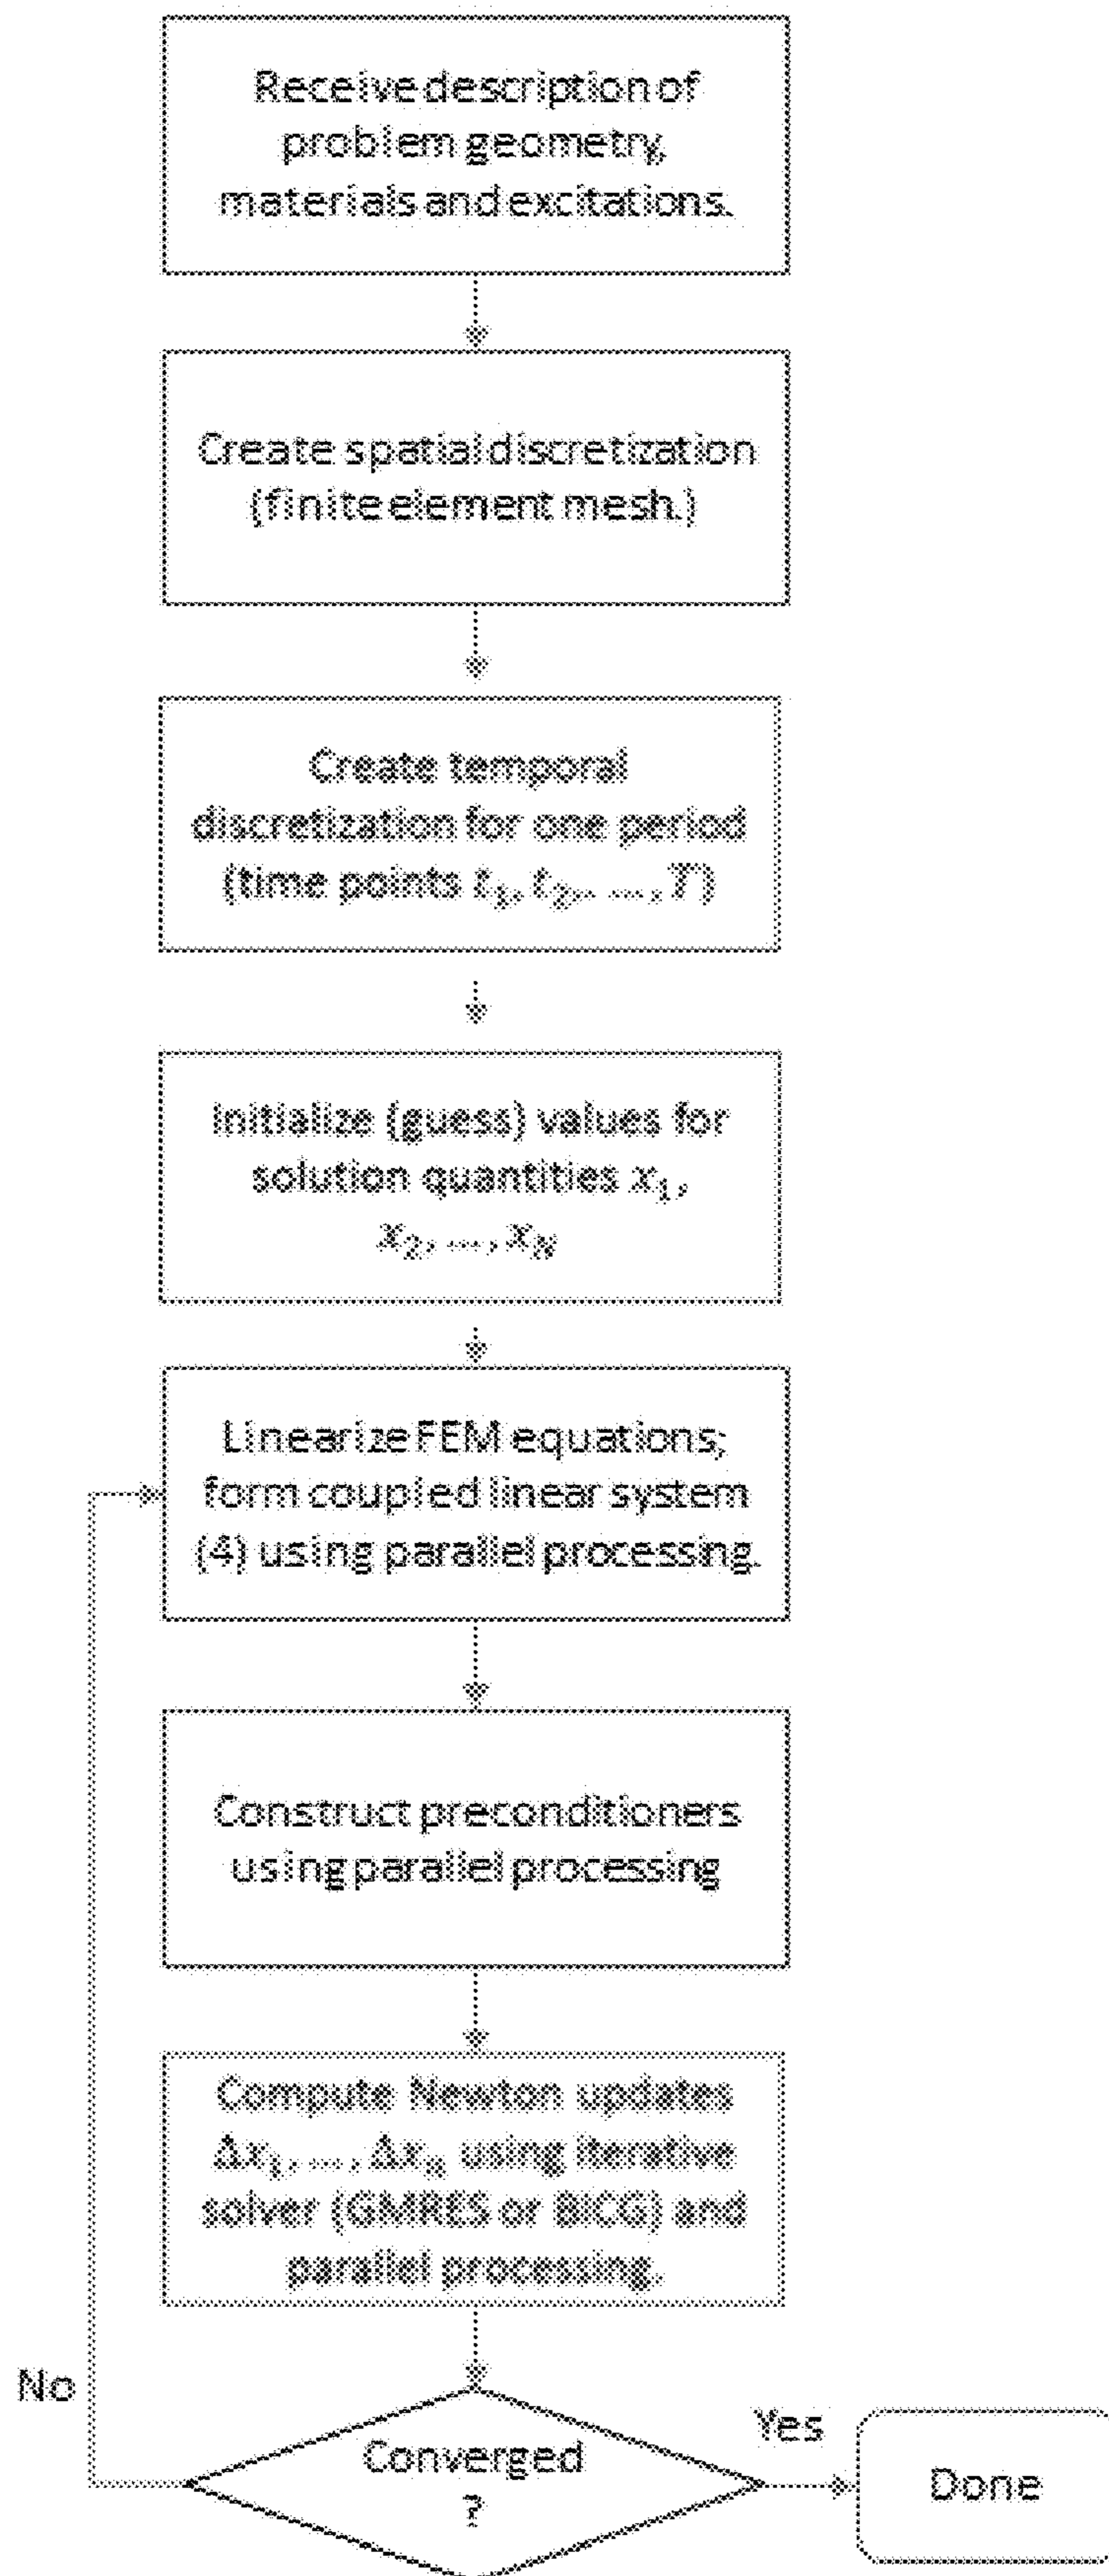 Receive description of
problem geometry,
materials and excitations.
Create spatial discretization
(finite element mesh.)
Create temporal
discretization for one period
(time points t₁, t₂, ..., T)
Initialize (guess) values for
solution quantities x₁,
x₂, ..., x_N
Linearize FEM equations;
form coupled linear system
(4) using parallel processing.
Construct preconditioners
using parallel processing
Compute Newton updates
Δx₁, ..., Δx_n using iterative
solver (GMRES or BICG) and
parallel processing.
No
Converged
?
Yes
Done